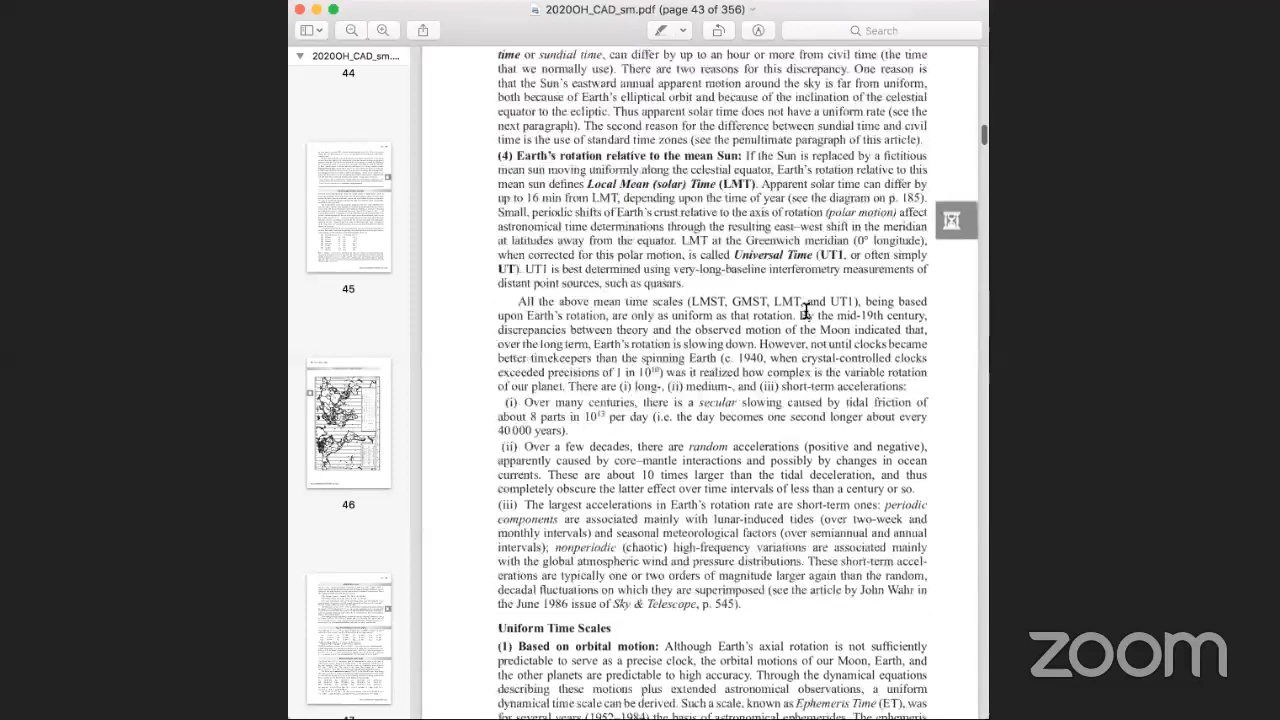 2020OH_CAD_sm.pdf (page 43 of 356)
Search
2020OH_CAD_sm....
44
45
46
time or sundial time, can differ by up to an hour or more from civil time (the time
that we normally use). There are two reasons for this discrepancy. One reason is
that the Sun's eastward annual apparent motion around the sky is far from uniform,
both because of Earth's elliptical orbit and because of the inclination of the celestial
equator to the ecliptic. Thus apparent solar time does not have a uniform rate (see the
next paragraph). The second reason for the difference between sundial time and civil
time is the use of standard time zones (see the penultimate paragraph of this article).
(4) Earth's rotation relative to the mean Sun: If the Sun is replaced by a fictitious
mean sun moving uniformly along the celestial equator, Earth's rotation relative to this
mean sun defines Local Mean (solar) Time (LMT). Apparent solar time can differ by
up to 16 min from LMT, depending upon the time of year (see the diagram on p. 185).
Small, periodic shifts of Earth's crust relative to the axis of rotation (polar motion) affect
astronomical time determinations through the resulting east–west shift in the meridian
at latitudes away from the equator. LMT at the Greenwich meridian (0° longitude),
when corrected for this polar motion, is called Universal Time (UT1, or often simply
UT). UT1 is best determined using very-long-baseline interferometry measurements of
distant point sources, such as quasars.
All the above mean time scales (LMST, GMST, LMT, and UT1), being based
upon Earth's rotation, are only as uniform as that rotation. By the mid-19th century,
discrepancies between theory and the observed motion of the Moon indicated that,
over the long term, Earth's rotation is slowing down. However, not until clocks became
better timekeepers than the spinning Earth (c. 1940, when crystal-controlled clocks
exceeded precisions of 1 in 10¹⁰) was it realized how complex is the variable rotation
of our planet. There are (i) long-, (ii) medium-, and (iii) short-term accelerations:
(i) Over many centuries, there is a secular slowing caused by tidal friction of
about 8 parts in 10¹³ per day (i.e. the day becomes one second longer about every
40 000 years).
(ii) Over a few decades, there are random accelerations (positive and negative),
apparently caused by core–mantle interactions and possibly by changes in ocean
currents. These are about 10 times larger than the tidal deceleration, and thus
completely obscure the latter effect over time intervals of less than a century or so.
(iii) The largest accelerations in Earth's rotation rate are short-term ones: periodic
components are associated mainly with lunar-induced tides (over two-week and
monthly intervals) and seasonal meteorological factors (over semiannual and annual
intervals); nonperiodic (chaotic) high-frequency variations are associated mainly
with the global atmospheric wind and pressure distributions. These short-term accel-
erations are typically one or two orders of magnitude larger again than the random,
decadal fluctuations on which they are superimposed (see the article by John Wahr in
the June 1986 issue of Sky & Telescope, p. 545).
Uniform Time Scales
(1) Based on orbital motion: Although Earth's axial rotation is not sufficiently
predictable to serve as a precise clock, the orbital motions of the Moon, Earth, and
the other planets are predictable to high accuracy. Through the dynamical equations
describing these motions plus extended astronomical observations, a uniform
dynamical time scale can be derived. Such a scale, known as Ephemeris Time (ET), was
for several years (1952–1984) the basis of astronomical ephemerides. The ephemeris
zoom